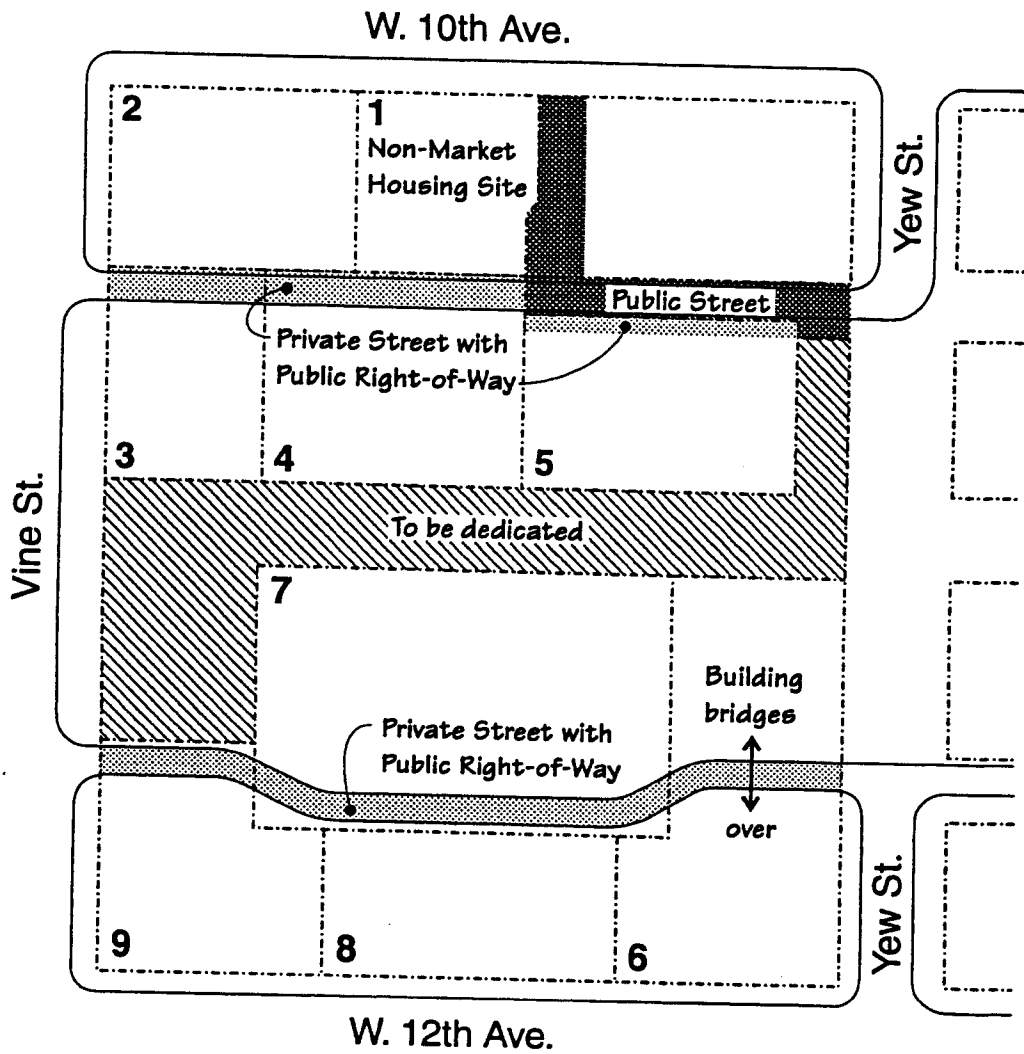 W. 10th Ave.
2
1
Non-Market
Housing Site
Yew St.
Public Street
Private Street with
Public Right-of-Way
3
4
5
Vine St.
To be dedicated
7
Building
bridges
Private Street with
Public Right-of-Way
over
9
8
6
Yew St.
W. 12th Ave.